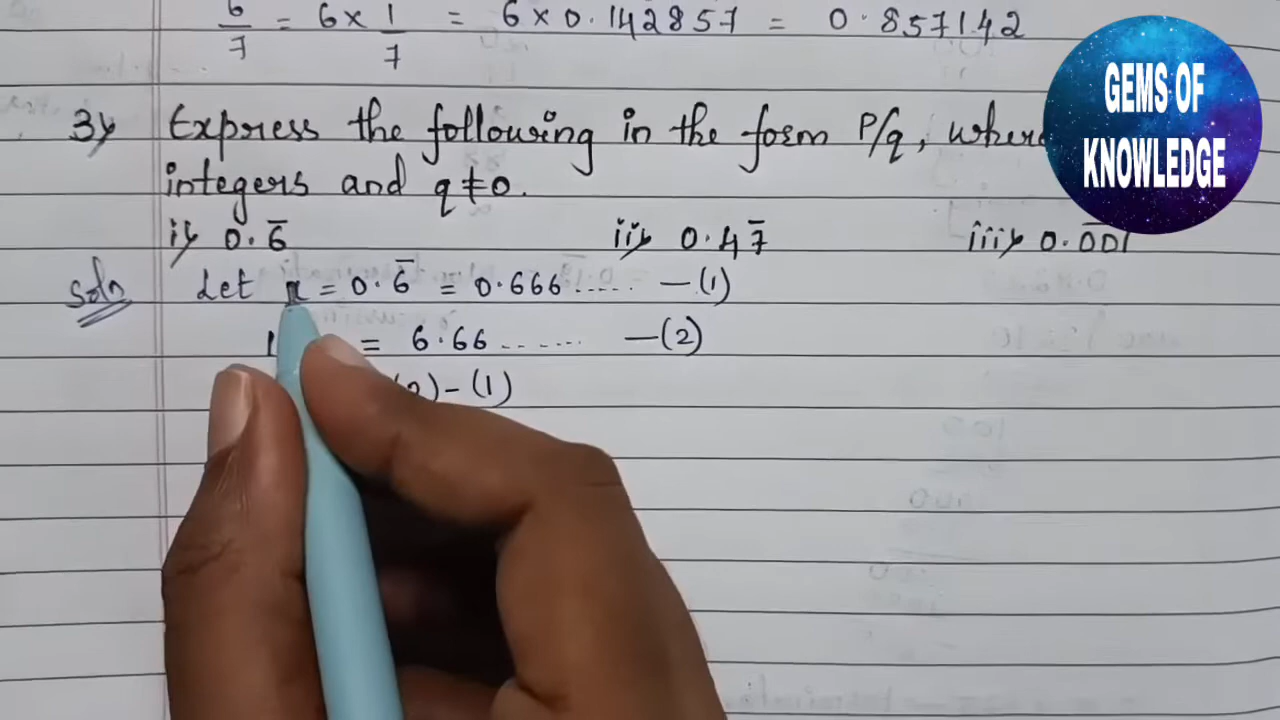 6/7 = 6 × 1/7 = 6 × 0.142857 = 0.857142
GEMS OF
KNOWLEDGE
3) Express the following in the form P/q, where
integers and q ≠ 0.
i) 0.6̅ ii) 0.47̅ iii) 0.0̅0̅1̅
Soln Let x = 0.6̅ = 0.666..... —(1)
1 = 6.66....... —(2)
(2) - (1)